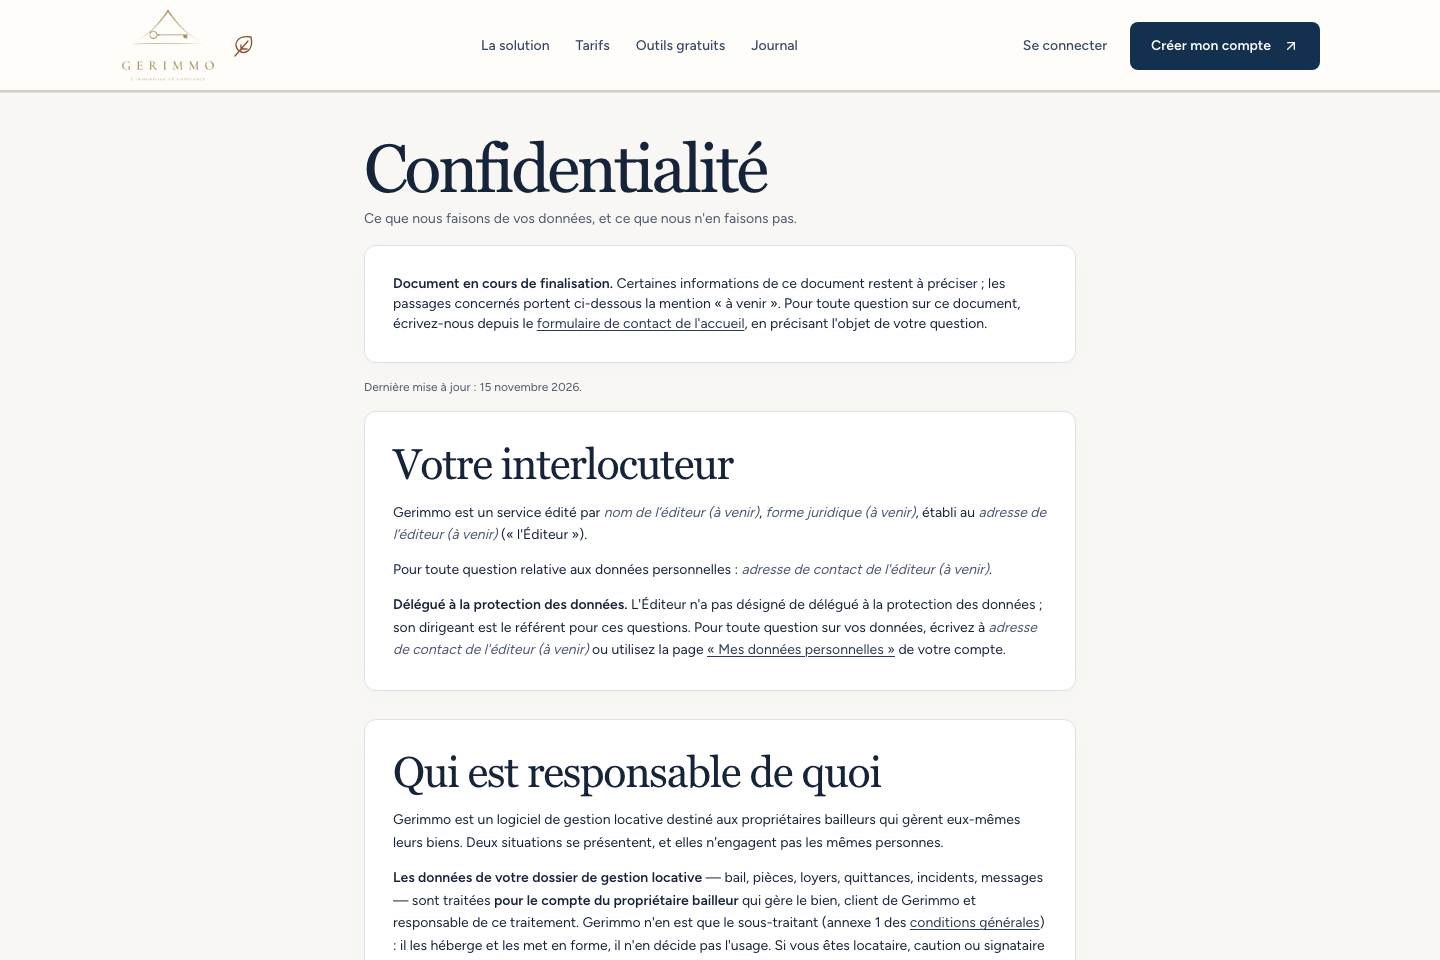 GERIMMO
La solution
Tarifs
Outils gratuits
Journal
Se connecter
Créer mon compte
Confidentialité
Ce que nous faisons de vos données, et ce que nous n'en faisons pas.
Document en cours de finalisation. Certaines informations de ce document restent à préciser ; les
passages concernés portent ci-dessous la mention « à venir ». Pour toute question sur ce document,
écrivez-nous depuis le formulaire de contact de l'accueil, en précisant l'objet de votre question.
Dernière mise à jour : 15 novembre 2026.
Votre interlocuteur
Gerimmo est un service édité par nom de l'éditeur (à venir), forme juridique (à venir), établi au adresse de
l'éditeur (à venir) (« l'Éditeur »).
Pour toute question relative aux données personnelles : adresse de contact de l'éditeur (à venir).
Délégué à la protection des données. L'Éditeur n'a pas désigné de délégué à la protection des données ;
son dirigeant est le référent pour ces questions. Pour toute question sur vos données, écrivez à adresse
de contact de l'éditeur (à venir) ou utilisez la page « Mes données personnelles » de votre compte.
Qui est responsable de quoi
Gerimmo est un logiciel de gestion locative destiné aux propriétaires bailleurs qui gèrent eux-mêmes
leurs biens. Deux situations se présentent, et elles n'engagent pas les mêmes personnes.
Les données de votre dossier de gestion locative — bail, pièces, loyers, quittances, incidents, messages
— sont traitées pour le compte du propriétaire bailleur qui gère le bien, client de Gerimmo et
responsable de ce traitement. Gerimmo n'en est que le sous-traitant (annexe 1 des conditions générales)
: il les héberge et les met en forme, il n'en décide pas l'usage. Si vous êtes locataire, caution ou signataire